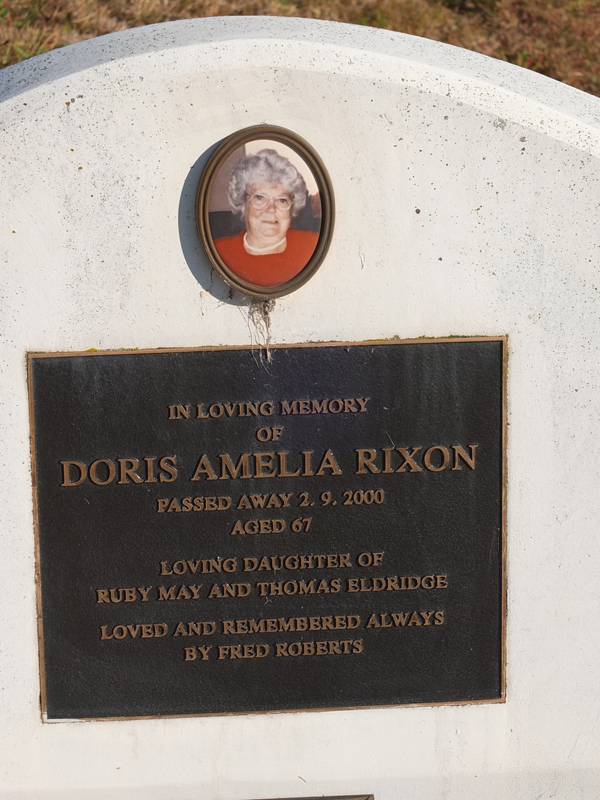 IN LOVING MEMORY
OF
DORIS AMELIA RIXON
PASSED AWAY 2. 9. 2000
AGED 67
LOVING DAUGHTER OF
RUBY MAY AND THOMAS ELDRIDGE
LOVED AND REMEMBERED ALWAYS
BY FRED ROBERTS